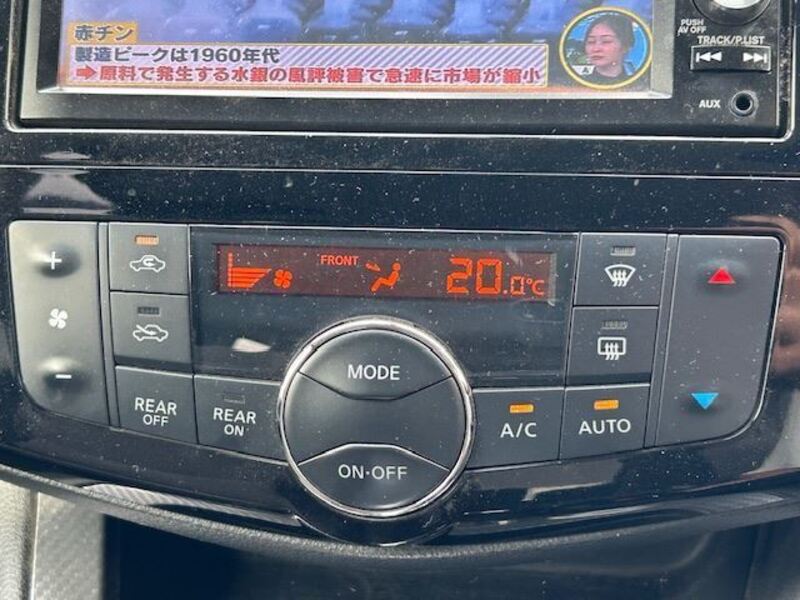 赤チン
製造ピークは1960年代
➡原料で発生する水銀の風評被害で急速に市場が縮小
PUSH
AV OFF
TRACK/P.LIST
AUX
FRONT
20.0°C
MODE
REAR
OFF
REAR
ON
ON·OFF
A/C
AUTO